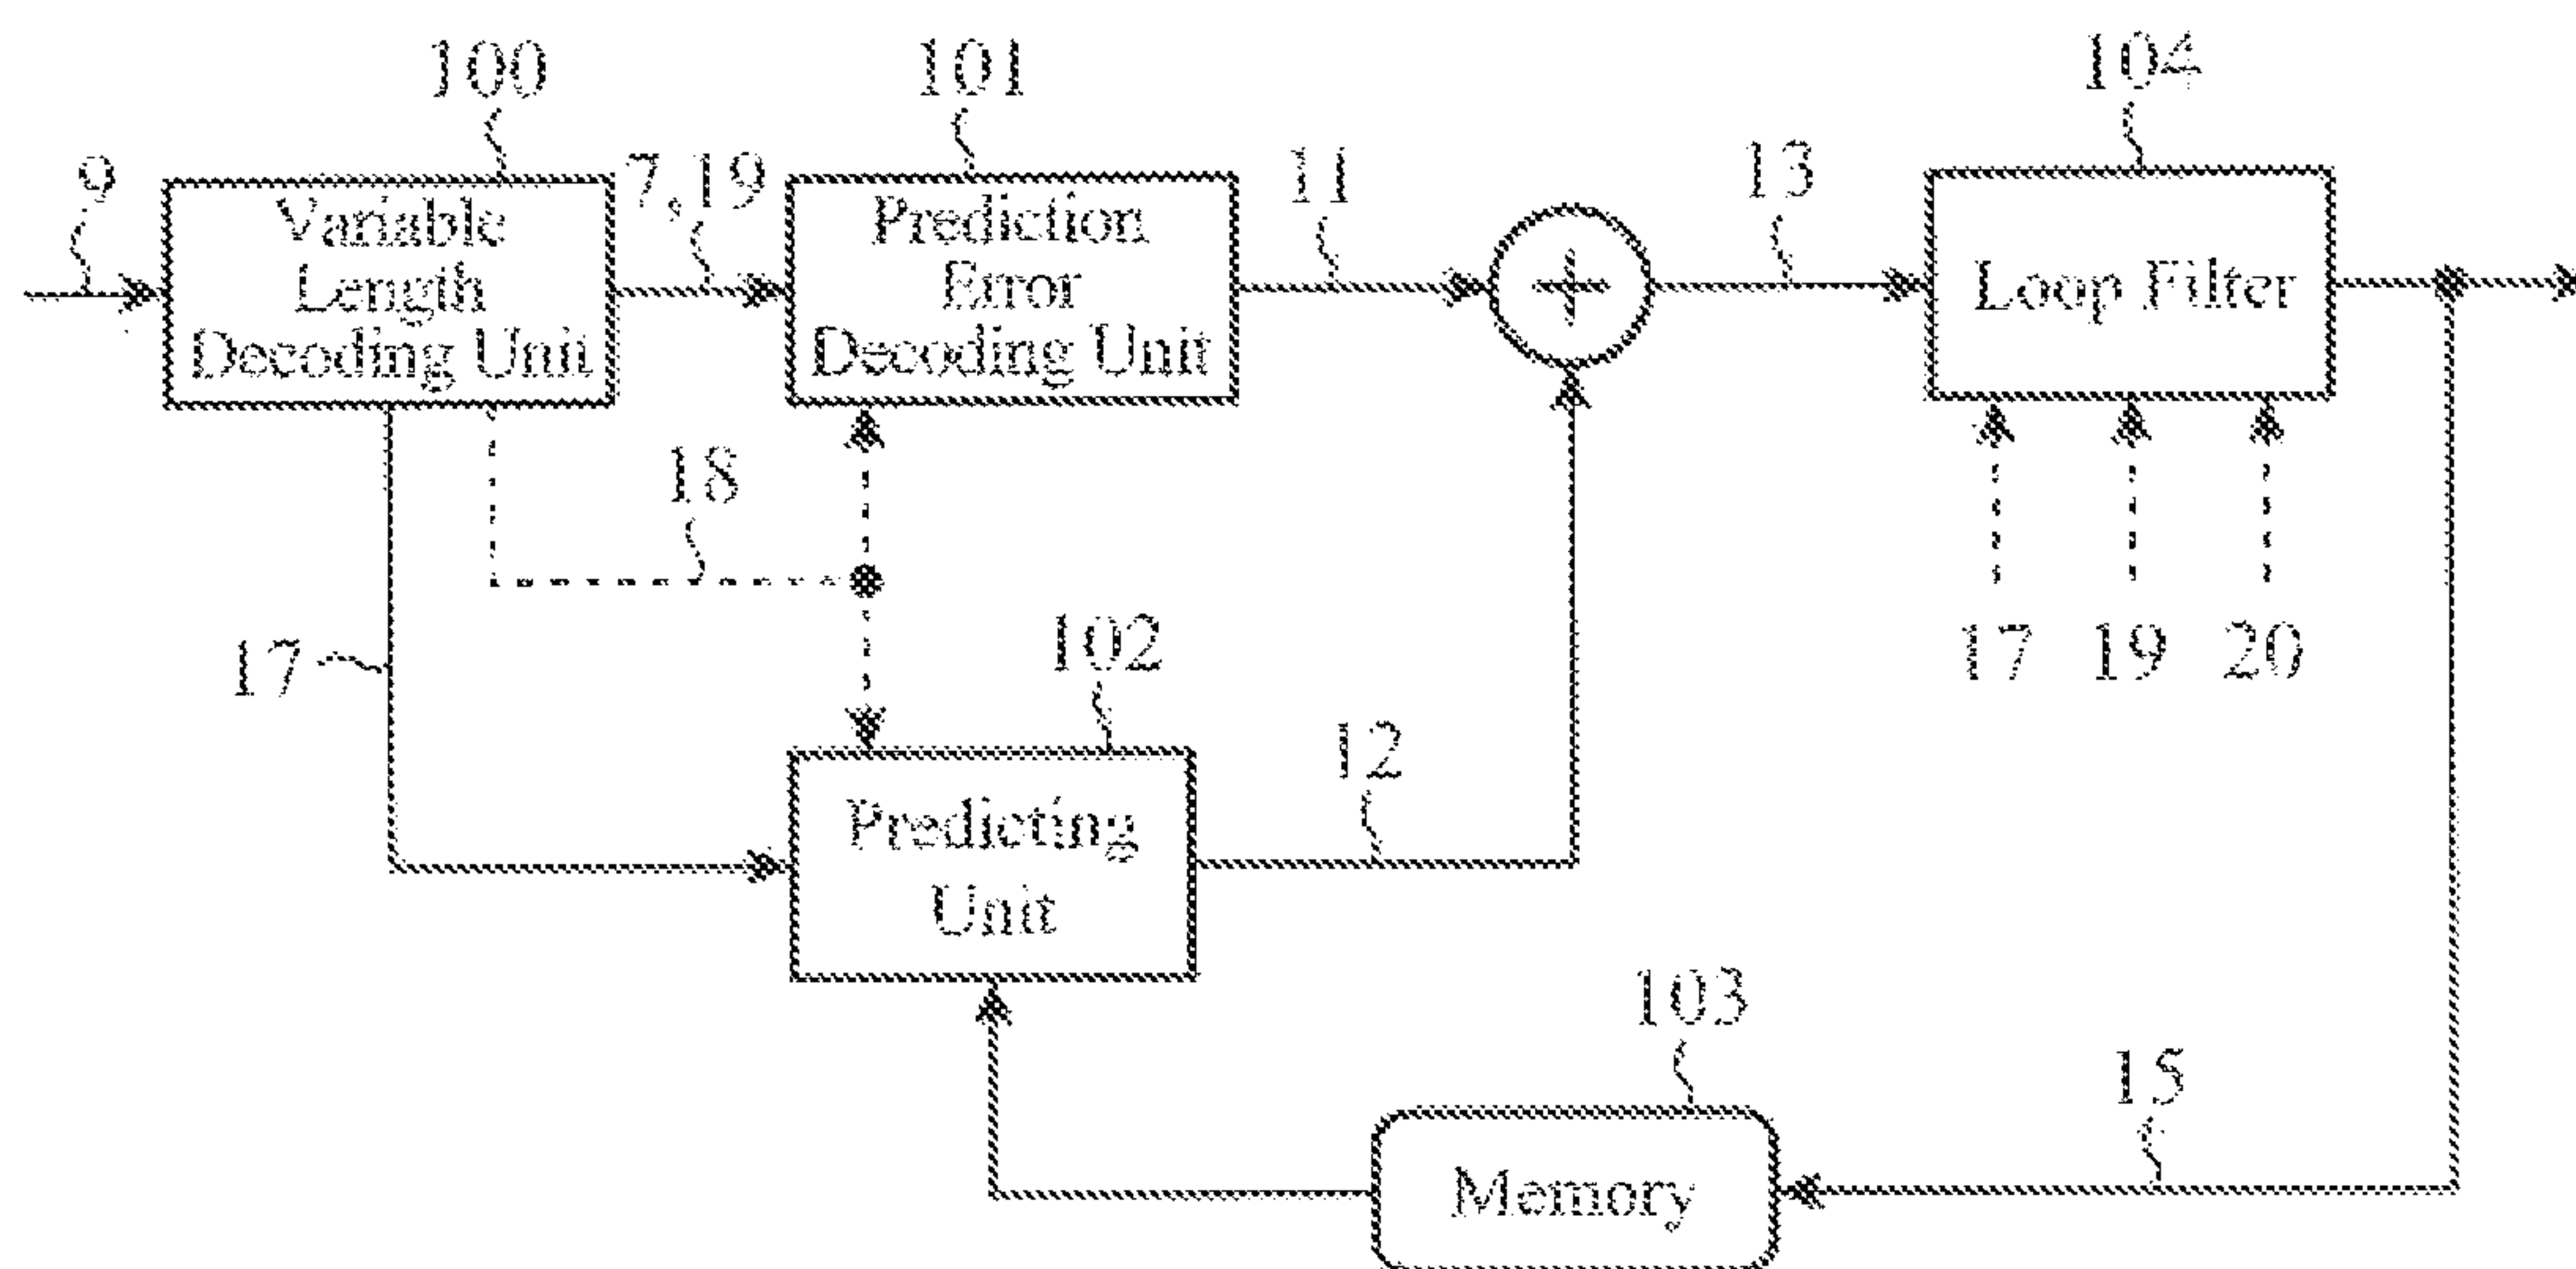 100
101
104
9
7,19
11
13
Variable
Length
Decoding Unit
Prediction
Error
Decoding Unit
Loop Filter
18
17
102
17 19 20
12
Predicting
Unit
103
15
Memory